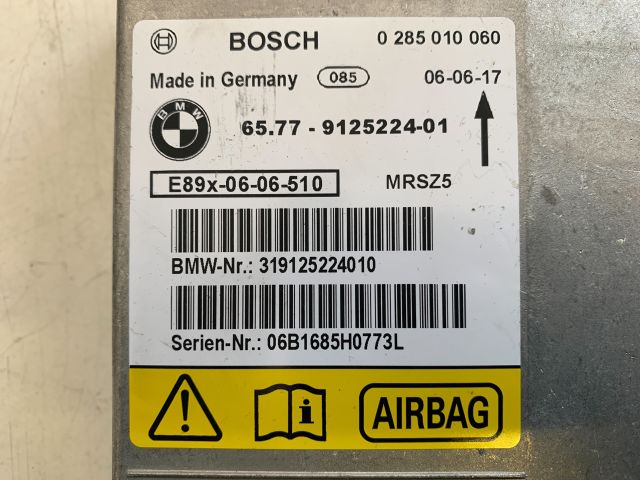 BOSCH 0 285 010 060
Made in Germany 085 06-06-17
BMW 65.77 - 9125224-01
E89x-06-06-510 MRSZ5
BMW-Nr.: 319125224010
Serien-Nr.: 06B1685H0773L
i AIRBAG